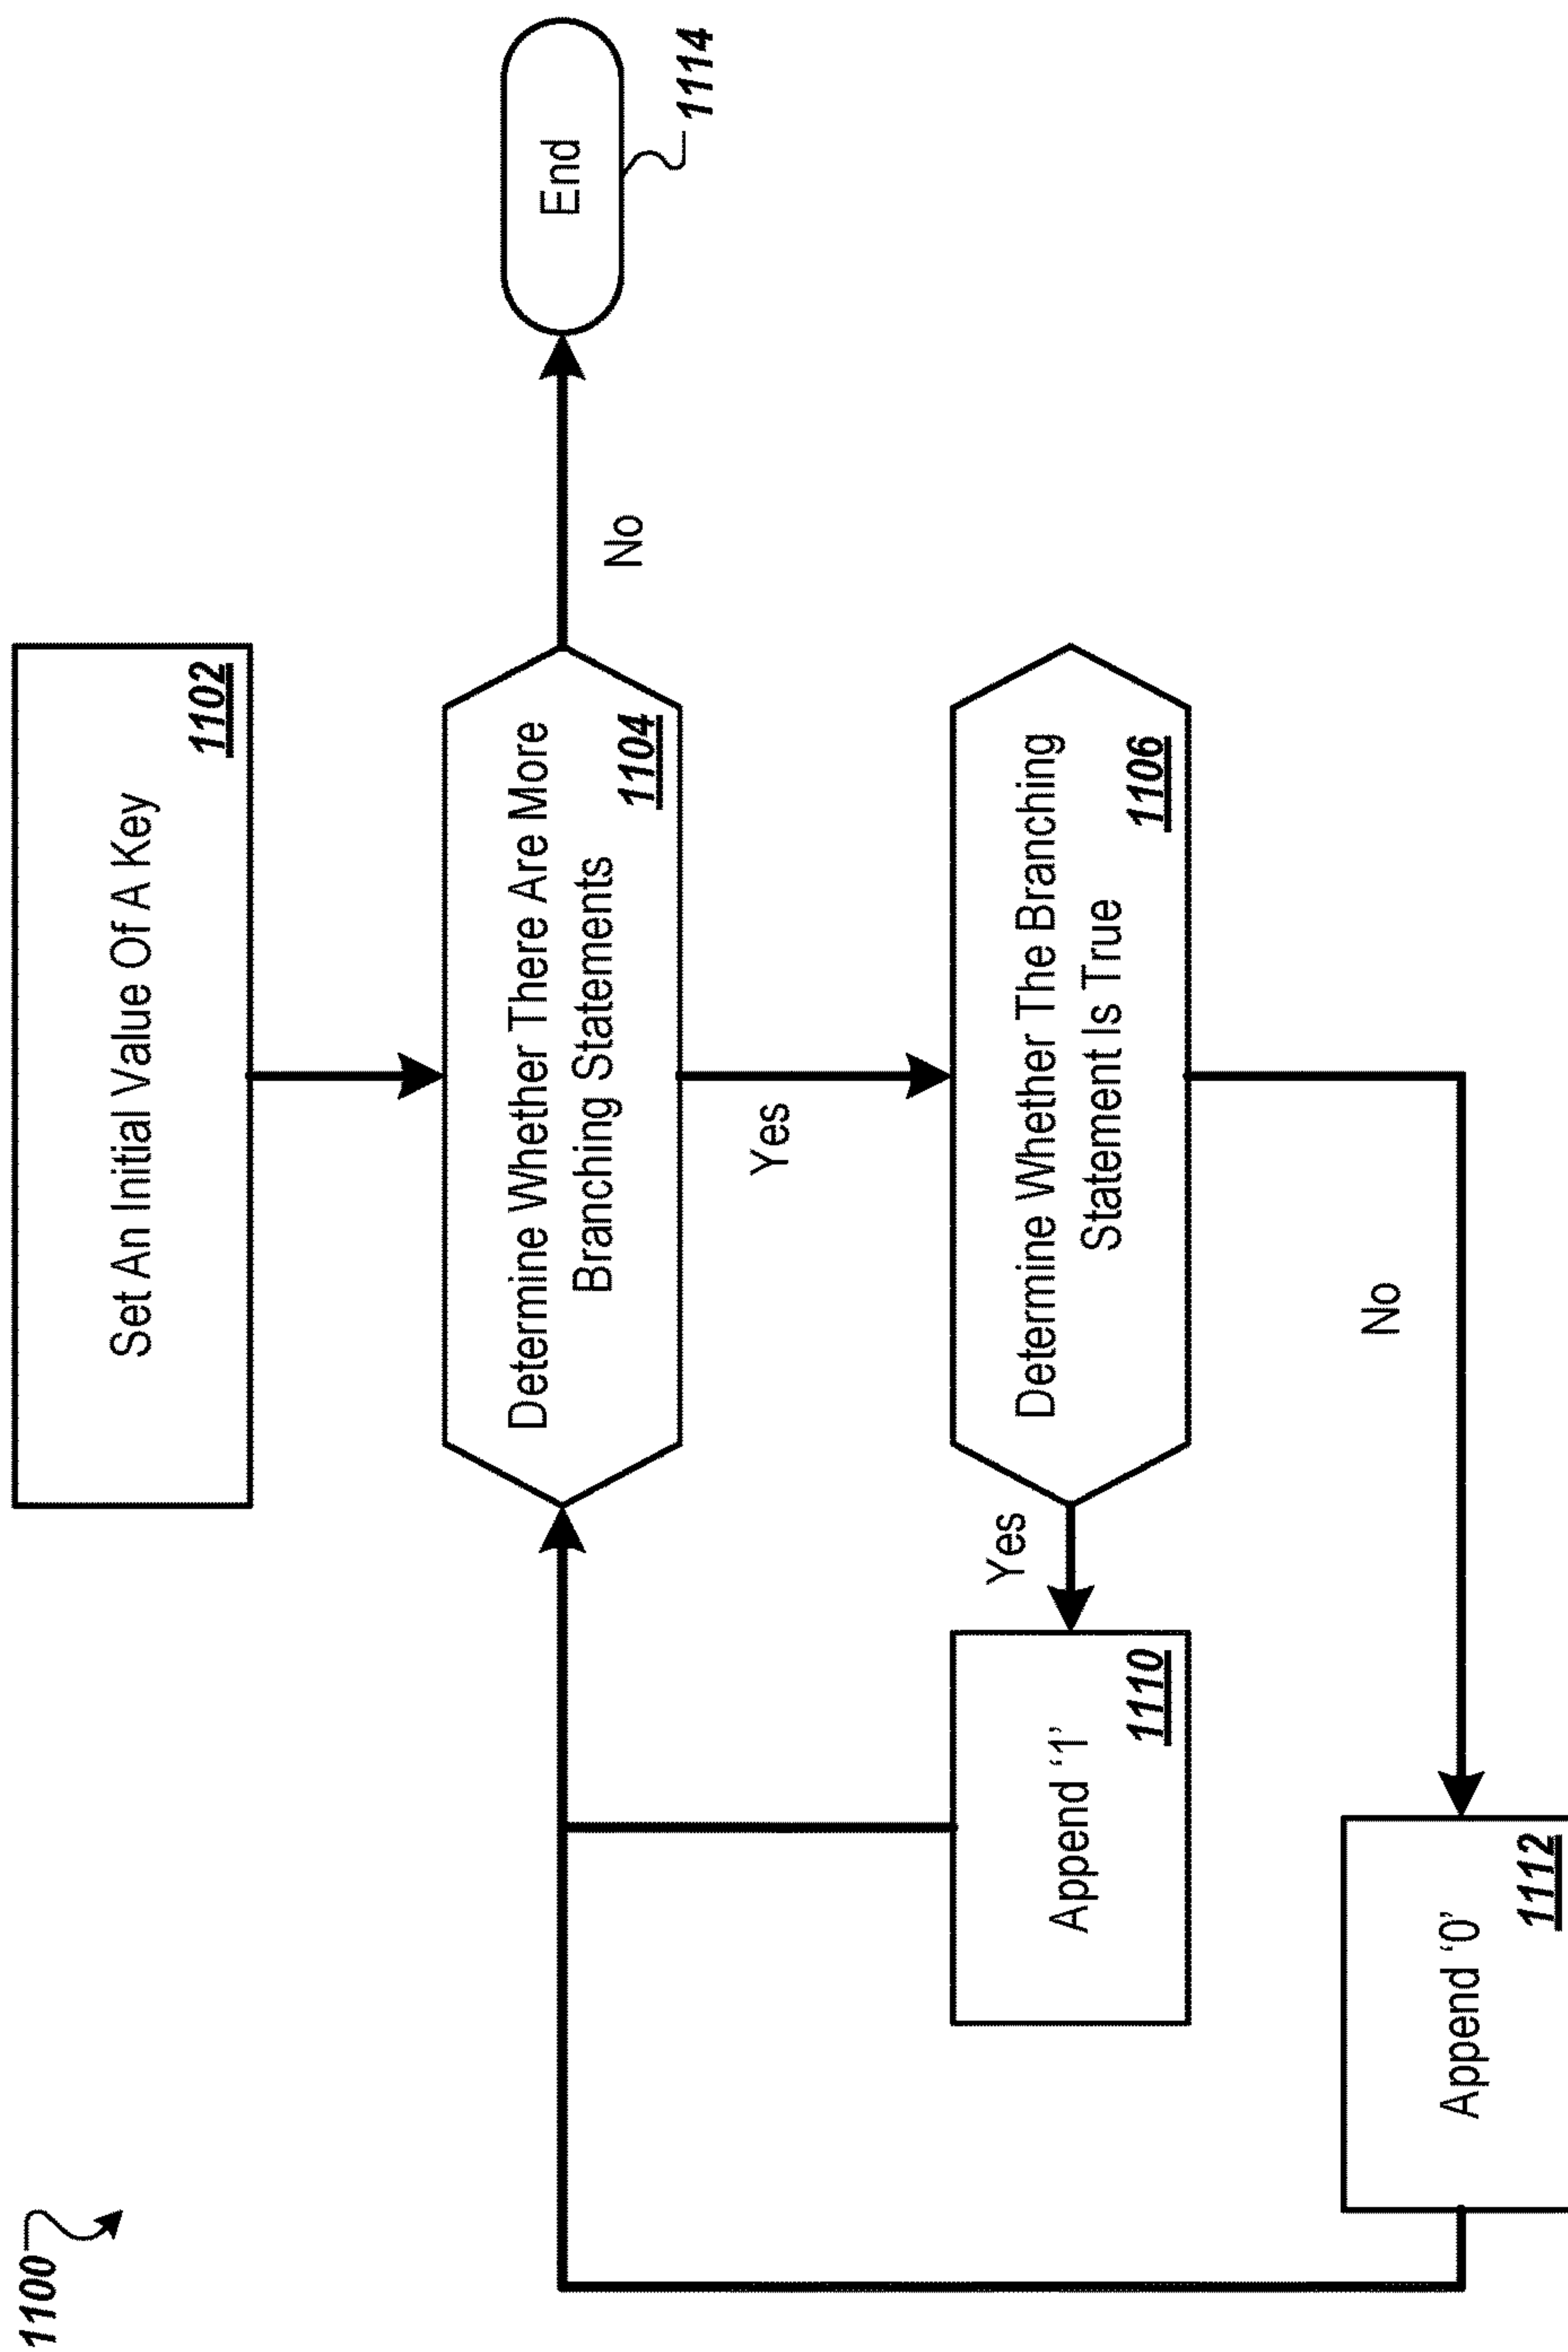 1100
Set An Initial Value Of A Key
1102
Determine Whether There Are More
Branching Statements
1104
No
End
1114
Yes
Determine Whether The Branching
Statement Is True
1106
Yes
Append ‘1’
1110
No
Append ‘0’
1112